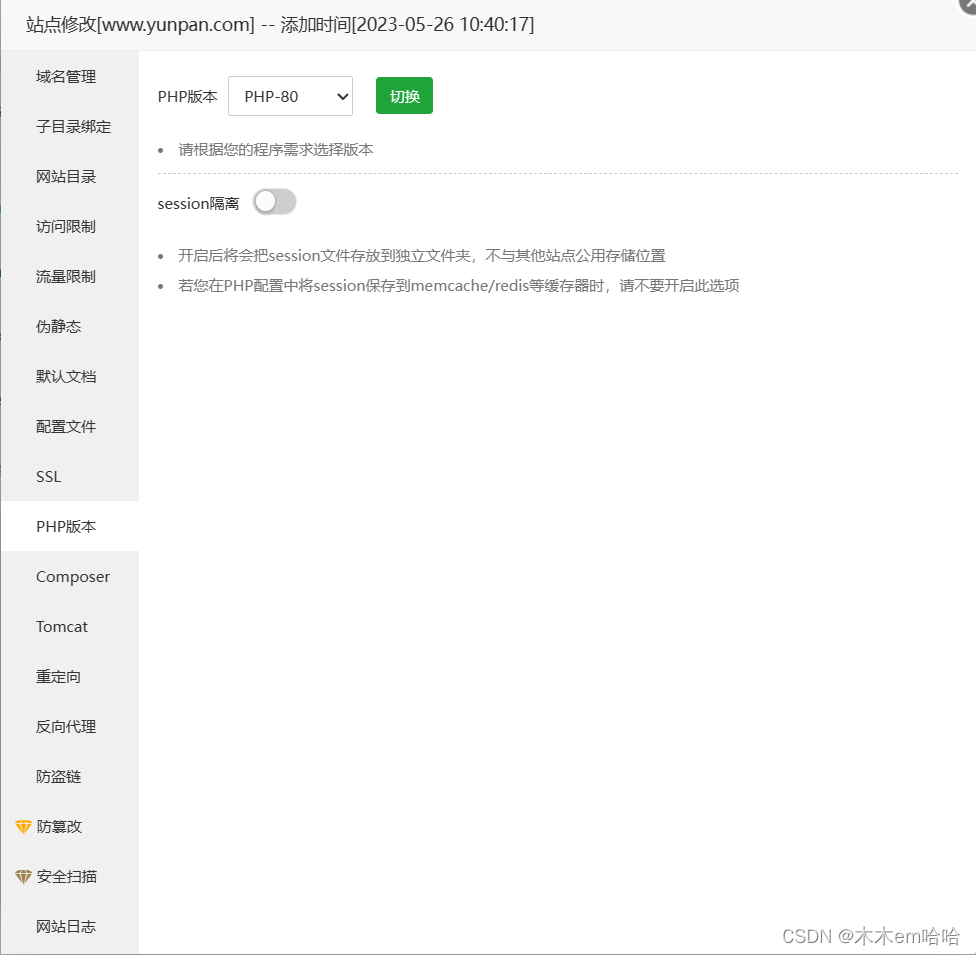 站点修改[www.yunpan.com] -- 添加时间[2023-05-26 10:40:17]
域名管理
子目录绑定
网站目录
访问限制
流量限制
伪静态
默认文档
配置文件
SSL
PHP版本
Composer
Tomcat
重定向
反向代理
防盗链
防篡改
安全扫描
网站日志
PHP版本 PHP-80 切换
请根据您的程序需求选择版本
session隔离
开启后将会把session文件存放到独立文件夹，不与其他站点公用存储位置
若您在PHP配置中将session保存到memcache/redis等缓存器时，请不要开启此选项
CSDN @木木em哈哈